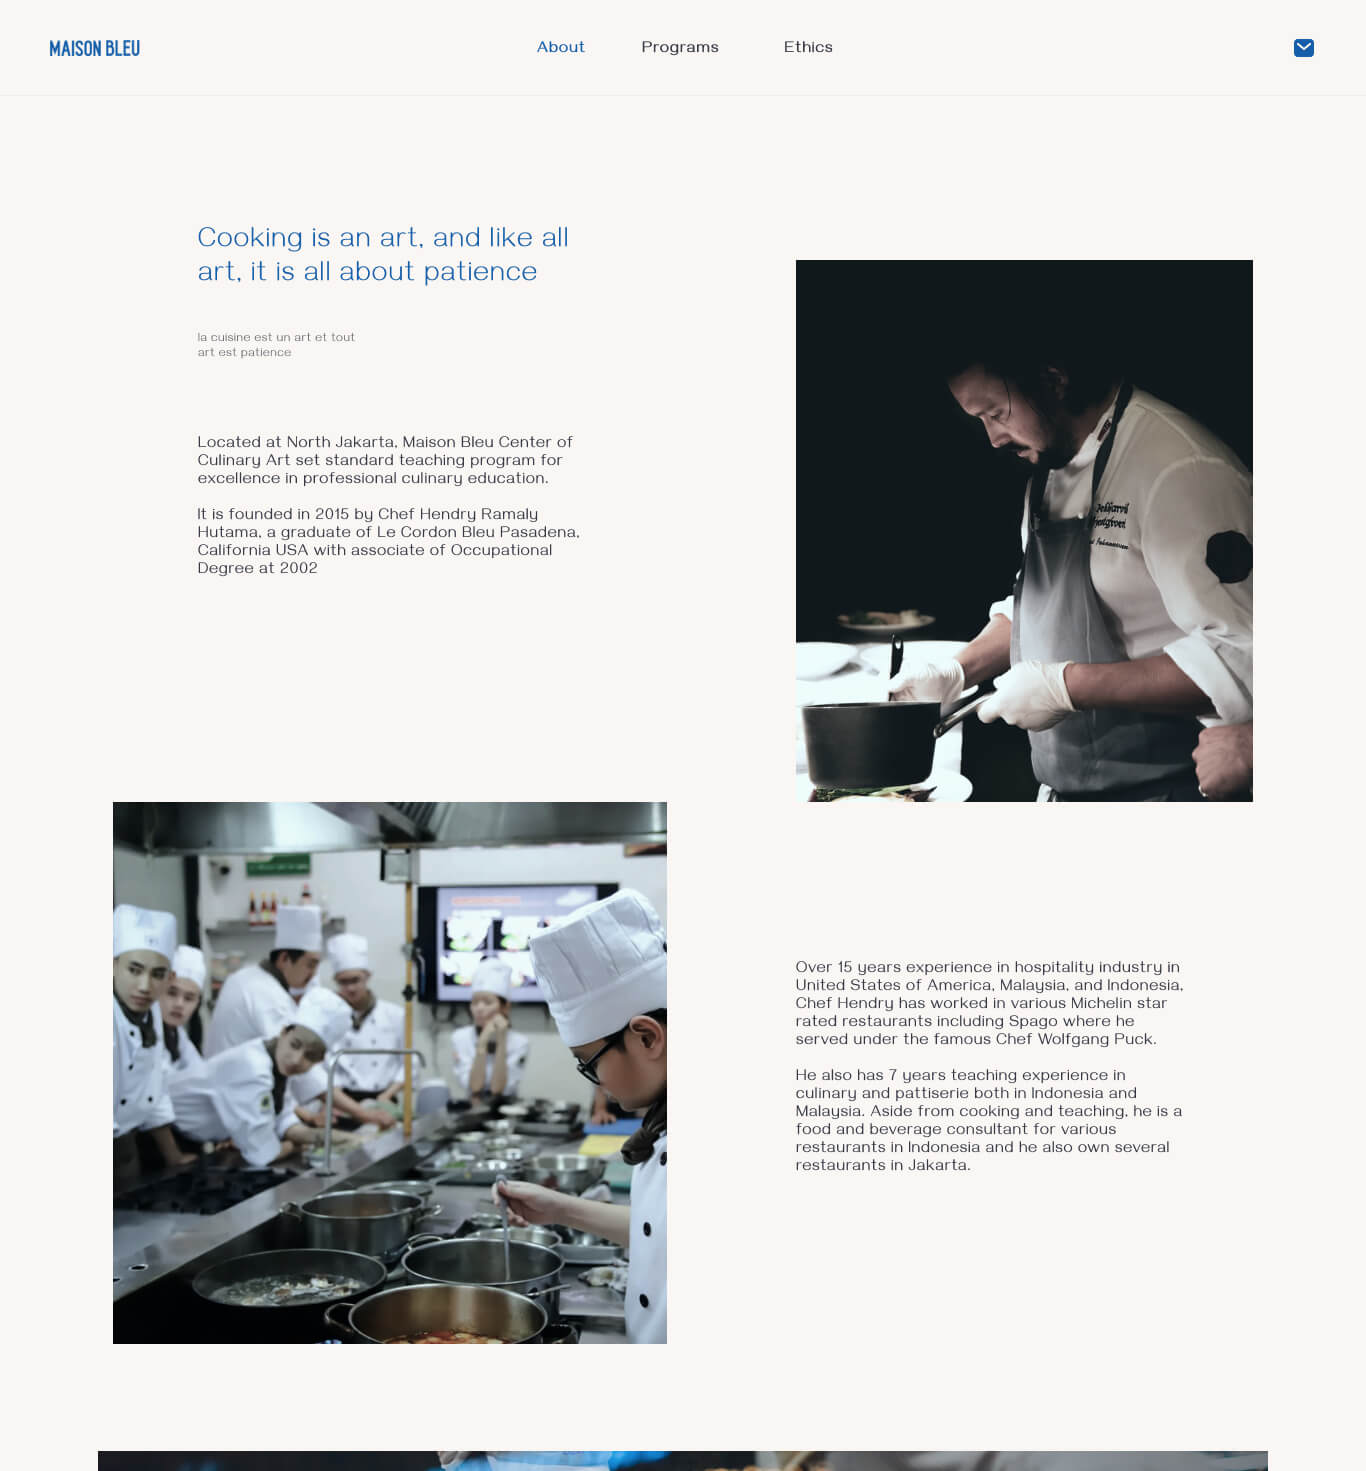 MAISON BLEU
About
Programs
Ethics
Cooking is an art, and like all
art, it is all about patience
la cuisine est un art et tout
art est patience
Located at North Jakarta, Maison Bleu Center of
Culinary Art set standard teaching program for
excellence in professional culinary education.
It is founded in 2015 by Chef Hendry Ramaly
Hutama, a graduate of Le Cordon Bleu Pasadena,
California USA with associate of Occupational
Degree at 2002
Over 15 years experience in hospitality industry in
United States of America, Malaysia, and Indonesia,
Chef Hendry has worked in various Michelin star
rated restaurants including Spago where he
served under the famous Chef Wolfgang Puck.
He also has 7 years teaching experience in
culinary and pattiserie both in Indonesia and
Malaysia. Aside from cooking and teaching, he is a
food and beverage consultant for various
restaurants in Indonesia and he also own several
restaurants in Jakarta.